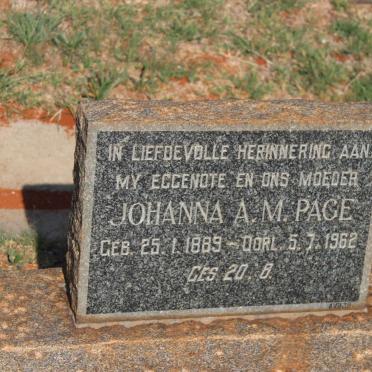 IN LIEFDEVOLLE HERINNERING AAN
MY EGGENOTE EN ONS MOEDER
JOHANNA A.M. PAGE
GEB. 25.1.1889 – OORL. 5.7.1962
GES. 20.8.